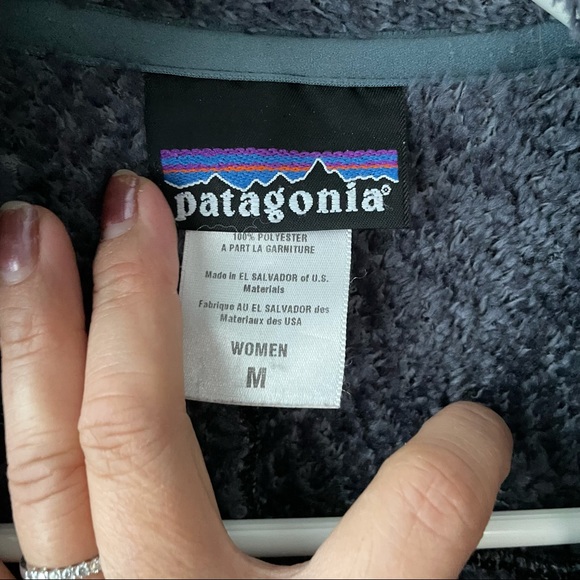 patagonia®
100% POLYESTER
A PART LA GARNITURE
Made in EL SALVADOR of U.S.
Materials
Fabrique AU EL SALVADOR des
Materiaux des USA
WOMEN
M